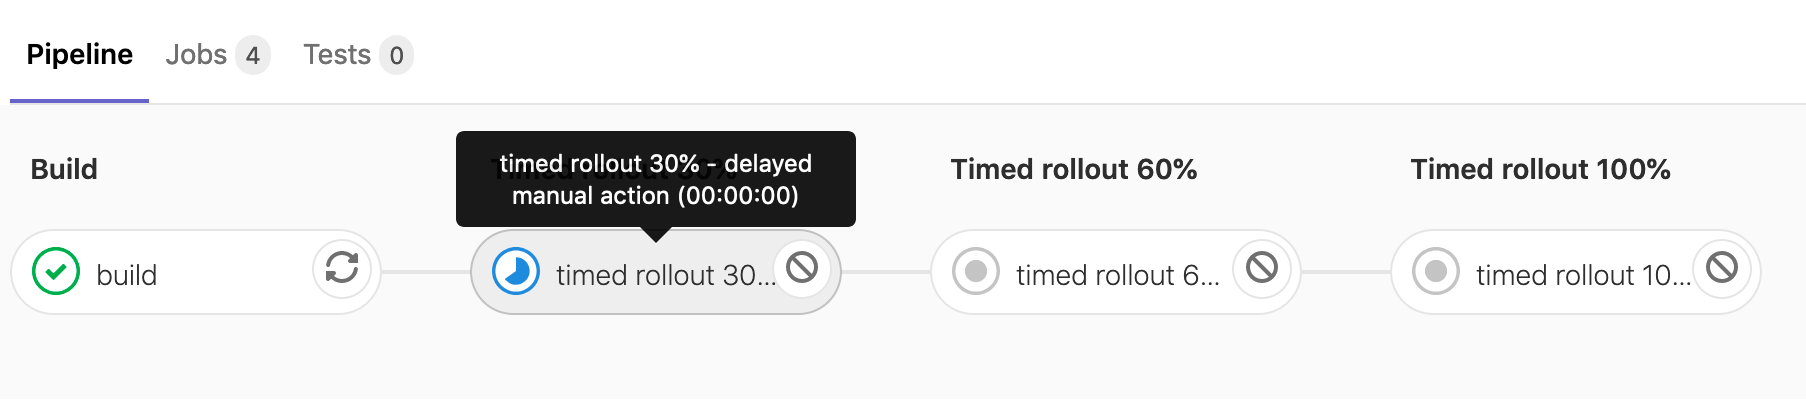 Pipeline Jobs 4 Tests 0
Build
timed rollout 30% - delayed
manual action (00:00:00)
Timed rollout 60%
Timed rollout 100%
build
timed rollout 30...
timed rollout 6...
timed rollout 10...